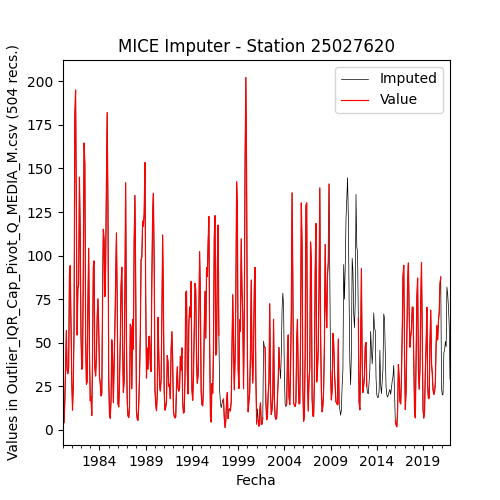 MICE Imputer - Station 25027620
Values in Outlier_IQR_Cap_Pivot_Q_MEDIA_M.csv (504 recs.)
Imputed
Value
200
175
150
125
100
75
50
25
0
1984 1989 1994 1999 2004 2009 2014 2019
Fecha